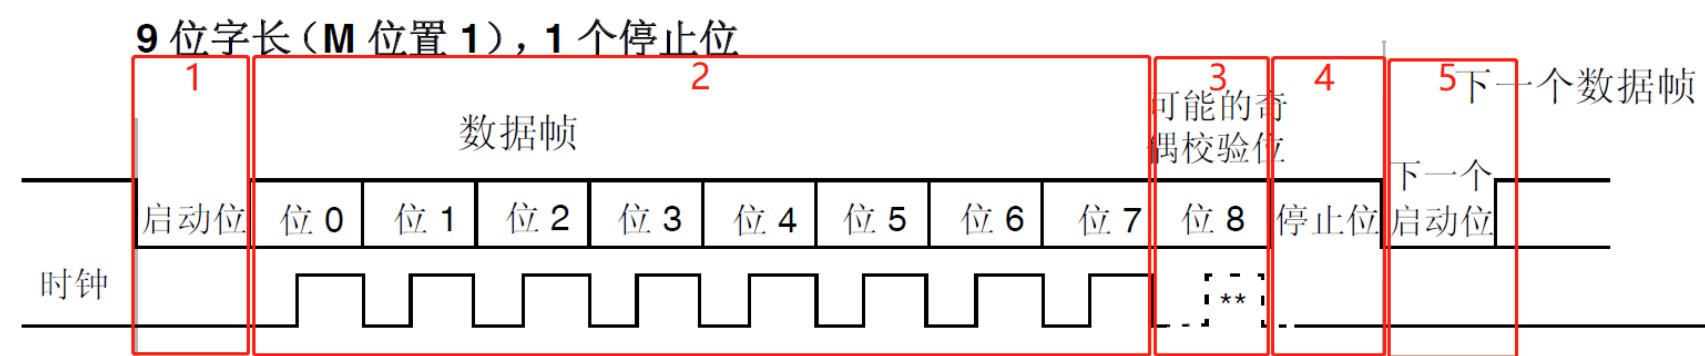 9 位字长（M 位置 1），1 个停止位
1 2 3 4 5
下一个数据帧
数据帧
可能的奇
偶校验位
下一个
启动位 位 0 位 1 位 2 位 3 位 4 位 5 位 6 位 7 位 8 停止位 启动位
时钟 **